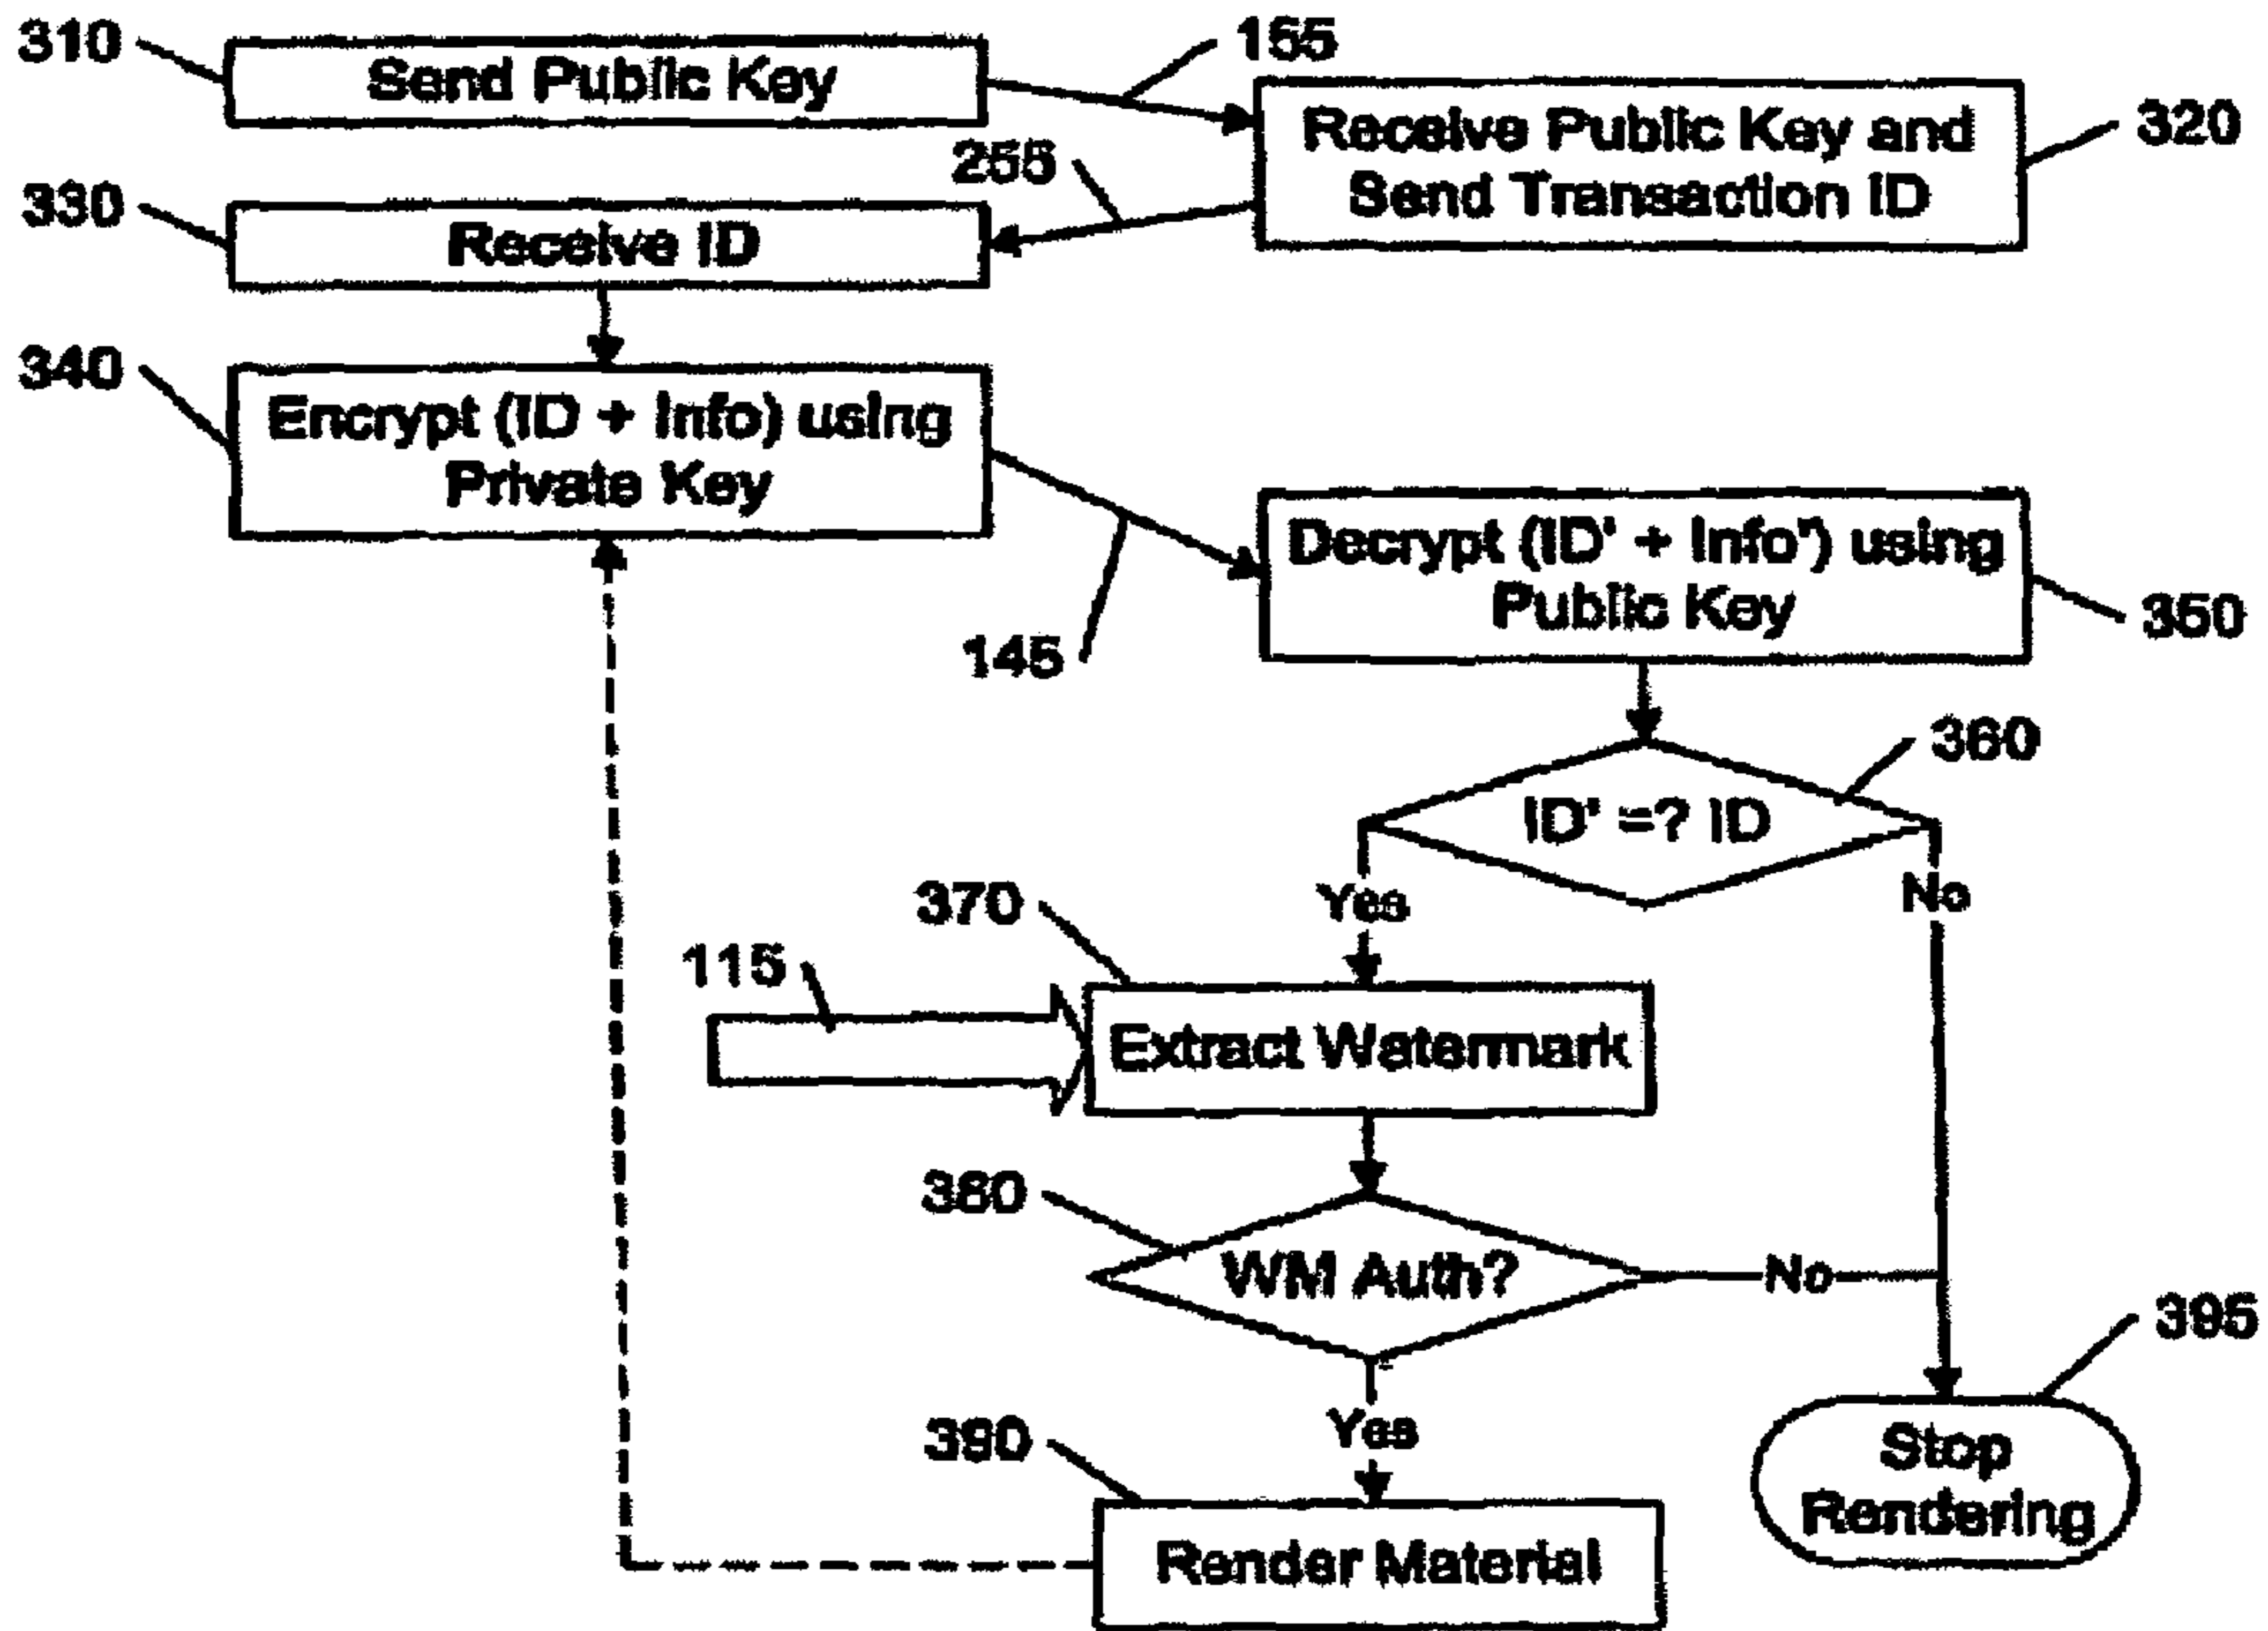 310
Send Public Key
155
Receive Public Key and
Send Transaction ID
320
255
330
Receive ID
340
Encrypt (ID + Info) using
Private Key
145
Decrypt (ID' + Info') using
Public Key
350
360
ID' =? ID
Yes
No
370
115
Extract Watermark
380
WM Auth?
No
395
390
Yes
Stop
Rendering
Render Material